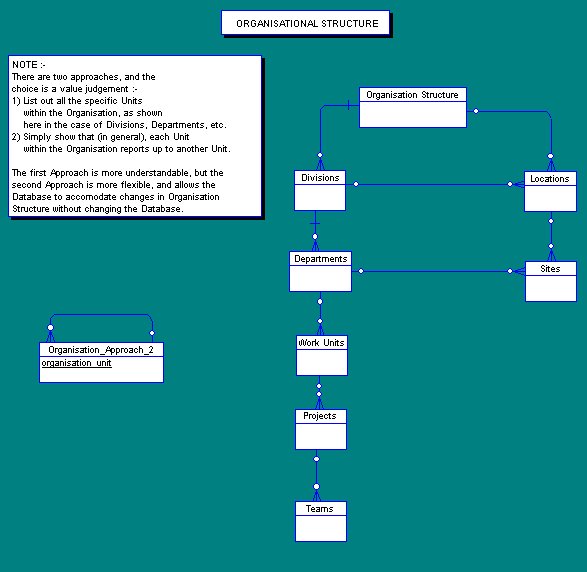 ORGANISATIONAL STRUCTURE
NOTE :-
There are two approaches, and the
choice is a value judgement :-
1) List out all the specific Units
within the Organisation, as shown
here in the case of Divisions, Departments, etc.
2) Simply show that (in general), each Unit
within the Organisation reports up to another Unit.
The first Approach is more understandable, but the
second Approach is more flexible, and allows the
Database to accomodate changes in Organisation
Structure without changing the Database.
Organisation Structure
Divisions
Locations
Departments
Sites
Organisation_Approach_2
organisation_unit
Work Units
Projects
Teams